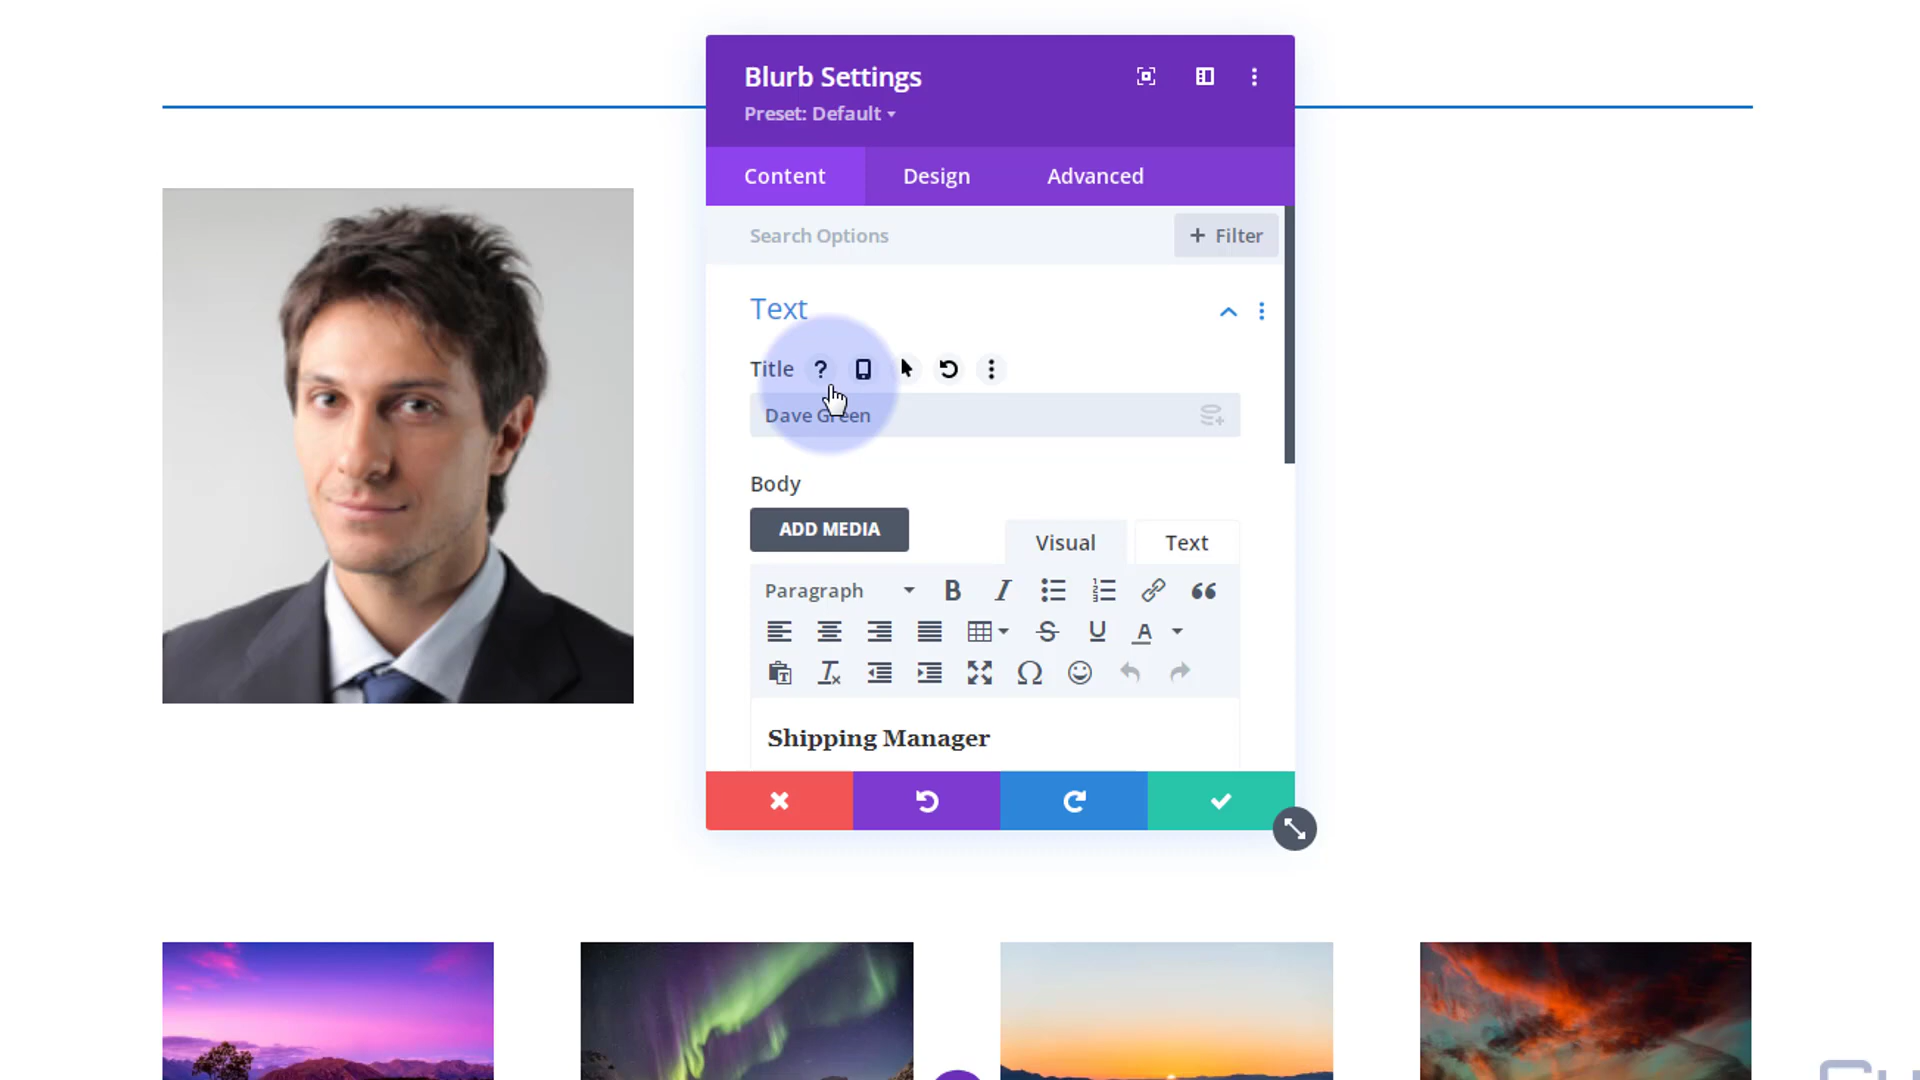 Blurb Settings
Preset: Default
Content Design Advanced
Search Options + Filter
Text
Title ?
Dave Green
Body
ADD MEDIA Visual Text
Paragraph B I
A
Shipping Manager